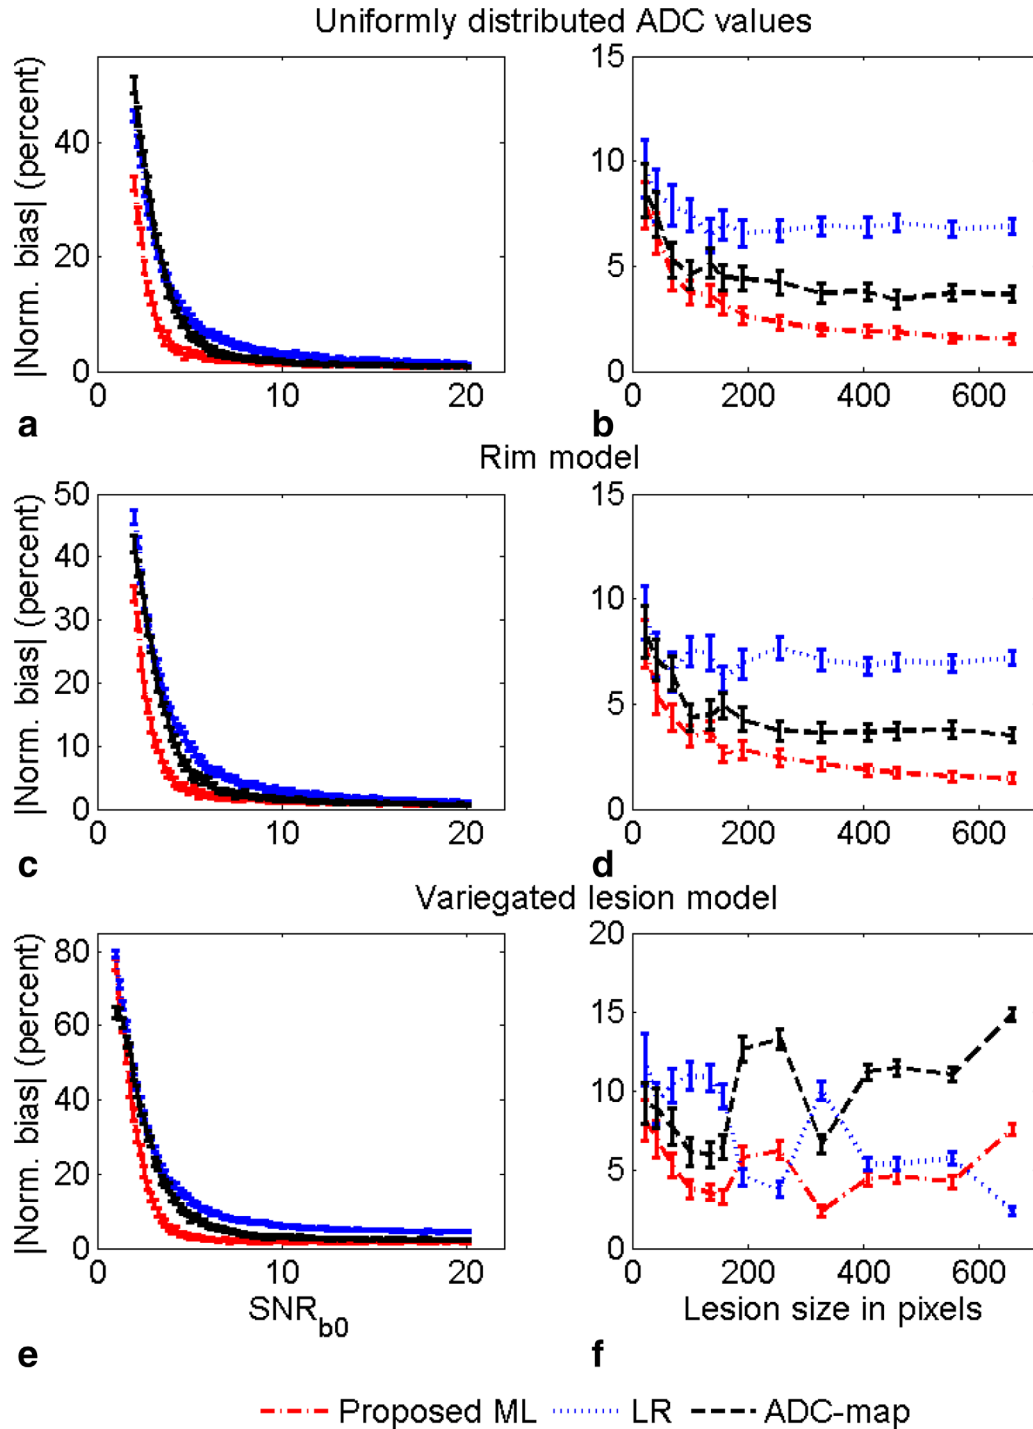 Uniformly distributed ADC values
|Norm. bias| (percent)
40
20
0
0
10
20
a
15
10
5
0
0
200
400
600
b
Rim model
|Norm. bias| (percent)
50
40
30
20
10
0
0
10
20
c
15
10
5
0
0
200
400
600
d
Variegated lesion model
|Norm. bias| (percent)
80
60
40
20
0
0
10
20
SNR_b0
e
20
15
10
5
0
0
200
400
600
Lesion size in pixels
f
Proposed ML
LR
ADC-map